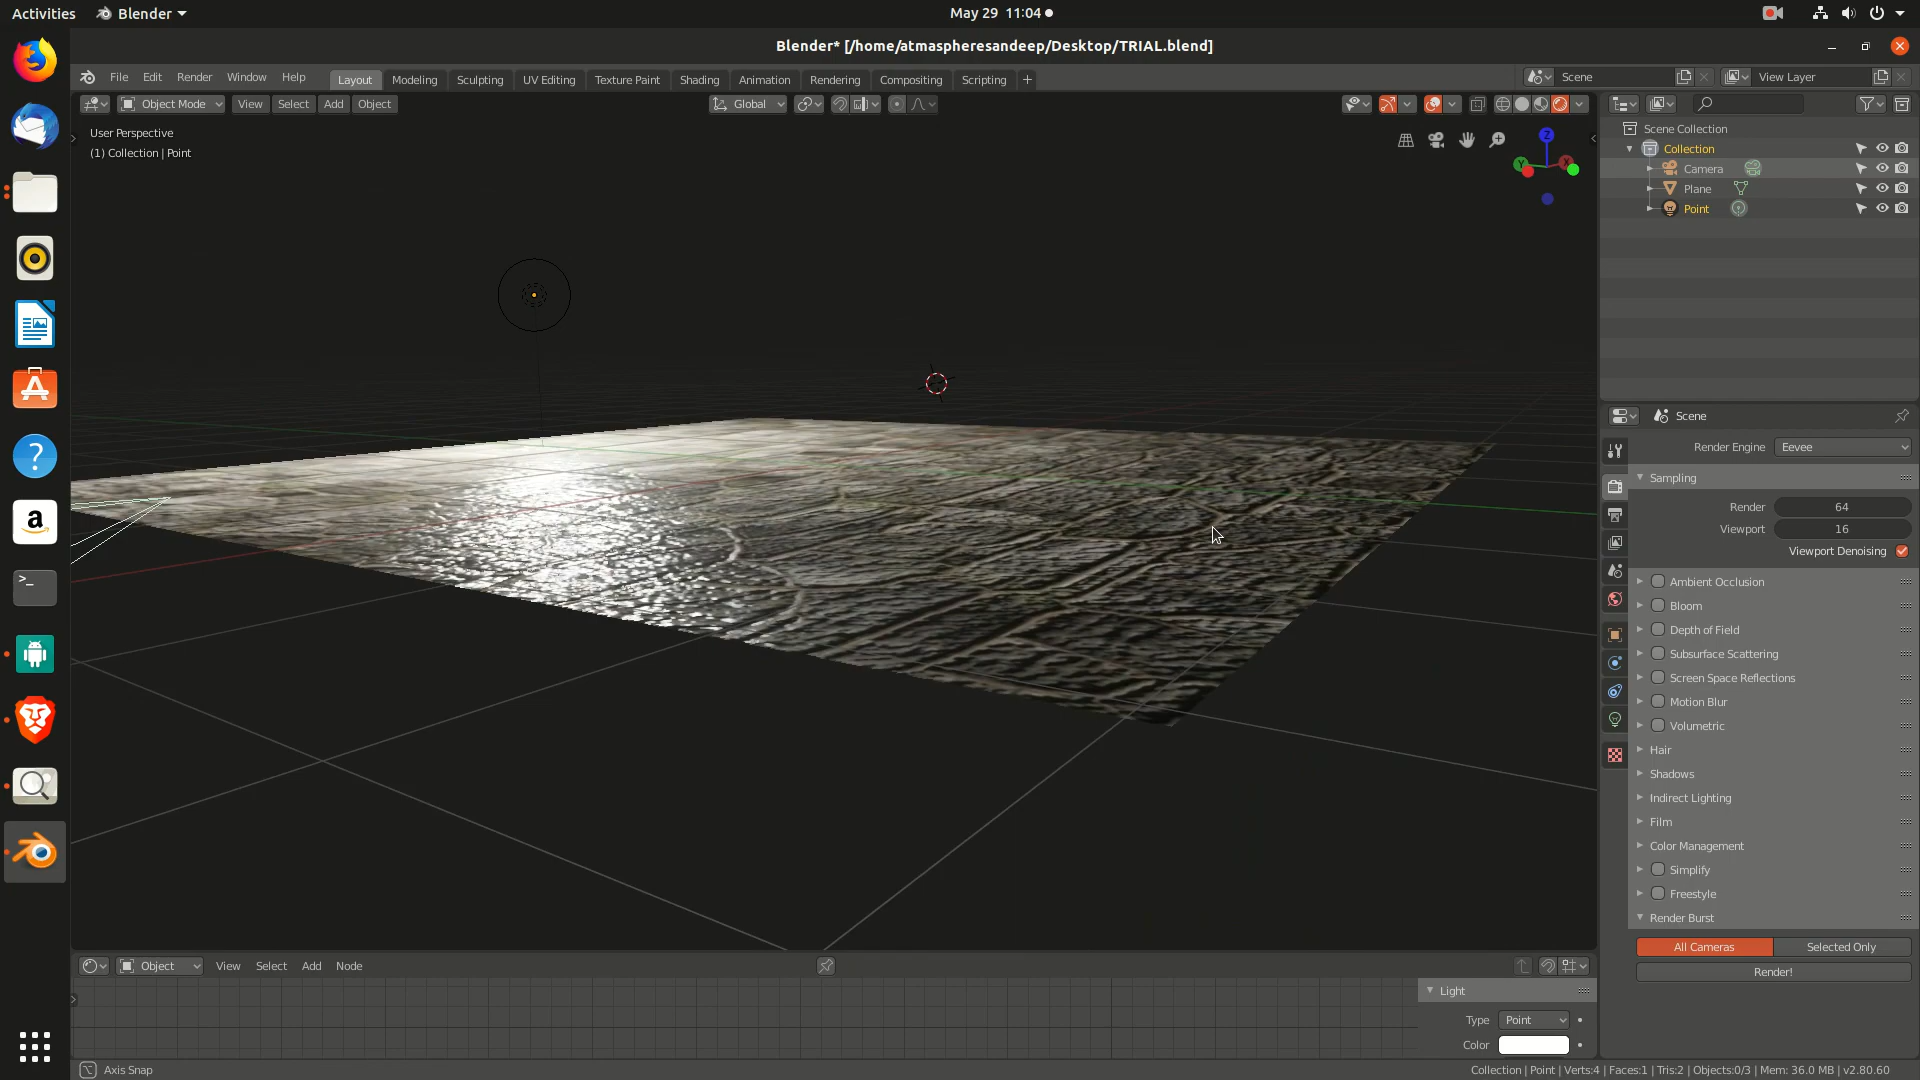 Activities
Blender
May 29 11:04
Blender* [/home/atmaspheresandeep/Desktop/TRIAL.blend]
File Edit Render Window Help
Layout Modeling Sculpting UV Editing Texture Paint Shading Animation Rendering Compositing Scripting +
Scene
View Layer
Object Mode
View Select Add Object
Global
User Perspective
(1) Collection | Point
Z
Y
X
Scene Collection
Collection
Camera
Plane
Point
Scene
Render Engine Eevee
Sampling
Render 64
Viewport 16
Viewport Denoising
Ambient Occlusion
Bloom
Depth of Field
Subsurface Scattering
Screen Space Reflections
Motion Blur
Volumetric
Hair
Shadows
Indirect Lighting
Film
Color Management
Simplify
Freestyle
Render Burst
All Cameras Selected Only
Render!
Object
View Select Add Node
Light
Type Point
Color
Axis Snap
Collection | Point | Verts:4 | Faces:1 | Tris:2 | Objects:0/3 | Mem: 36.0 MB | v2.80.60
?
a
>_
A